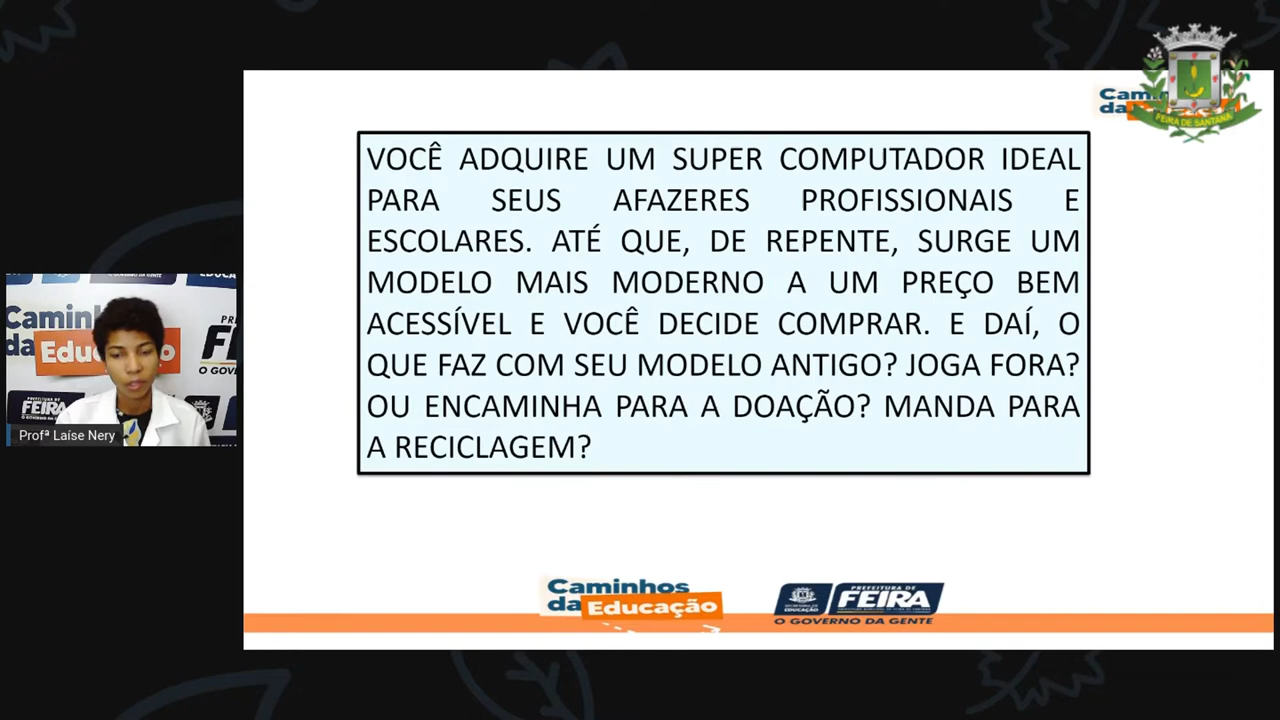 Caminhos
da
FEIRA DE SANTANA
VOCÊ ADQUIRE UM SUPER COMPUTADOR IDEAL
PARA SEUS AFAZERES PROFISSIONAIS E
ESCOLARES. ATÉ QUE, DE REPENTE, SURGE UM
MODELO MAIS MODERNO A UM PREÇO BEM
ACESSÍVEL E VOCÊ DECIDE COMPRAR. E DAÍ, O
QUE FAZ COM SEU MODELO ANTIGO? JOGA FORA?
OU ENCAMINHA PARA A DOAÇÃO? MANDA PARA
A RECICLAGEM?
Profª Laíse Nery
FEIRA
O GOVERNO
Caminhos
da Educação
PREFEITURA DE
FEIRA
SECRETARIA DE
EDUCAÇÃO
O GOVERNO DA GENTE